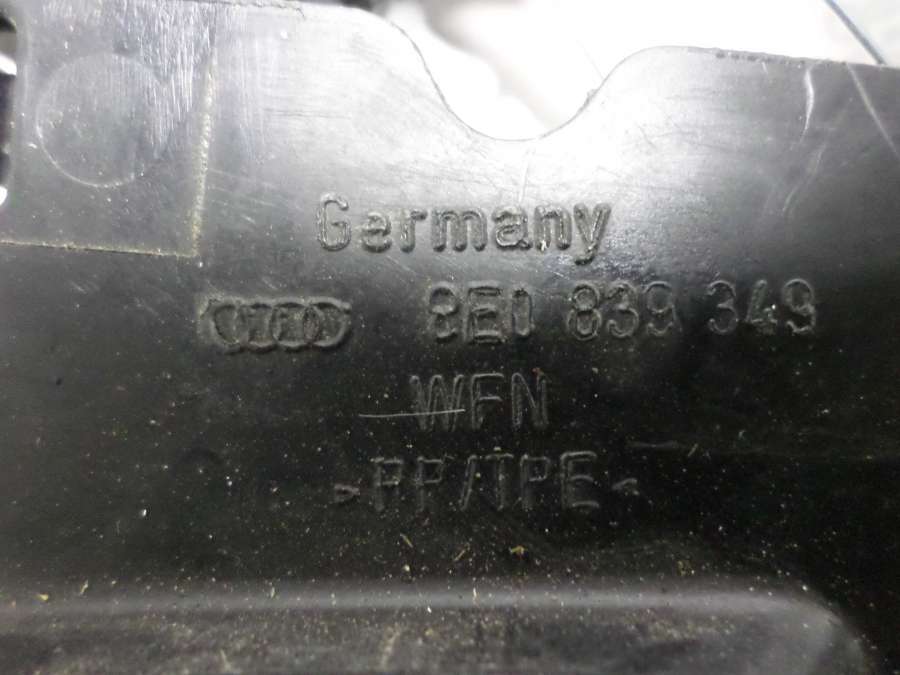 Germany
8E0 839 349
WFN
>PP/TPE<